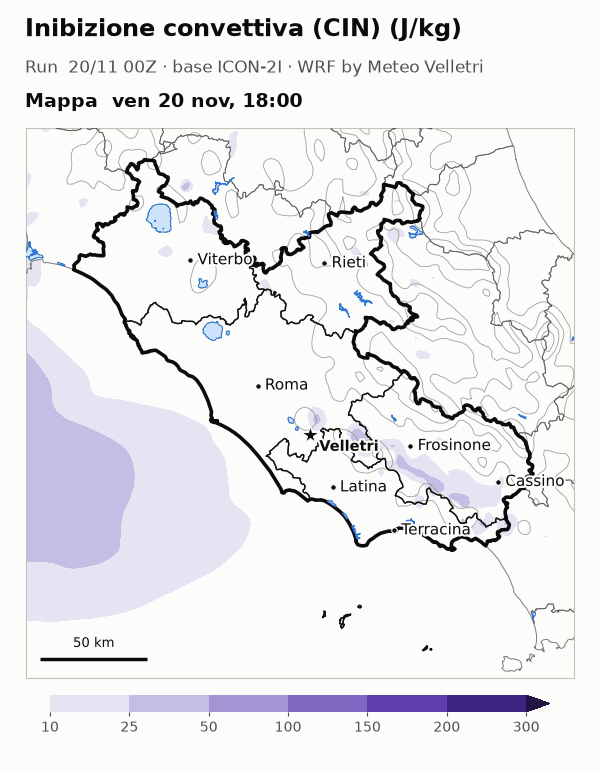 Inibizione convettiva (CIN) (J/kg)
Run 20/11 00Z · base ICON-2I · WRF by Meteo Velletri
Mappa ven 20 nov, 18:00
Viterbo
Rieti
Roma
Velletri
Frosinone
Cassino
Latina
Terracina
50 km
10 25 50 100 150 200 300